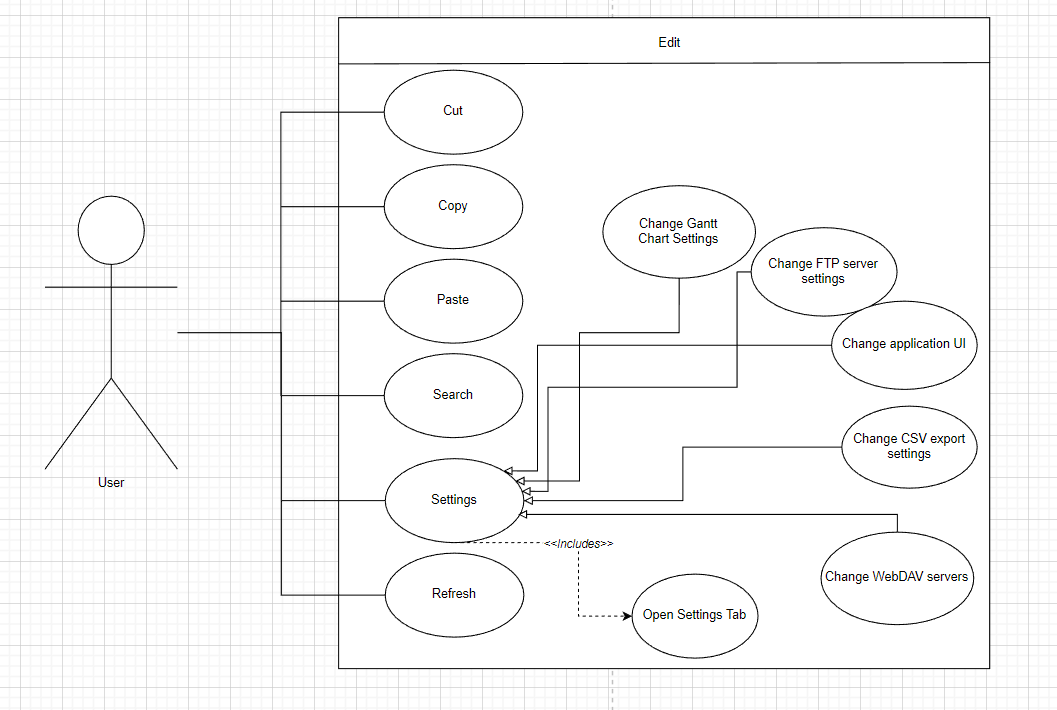 Edit
Cut
Copy
Paste
Search
Settings
Refresh
User
Change Gantt
Chart Settings
Change FTP server
settings
Change application UI
Change CSV export
settings
Change WebDAV servers
<<Includes>>
Open Settings Tab